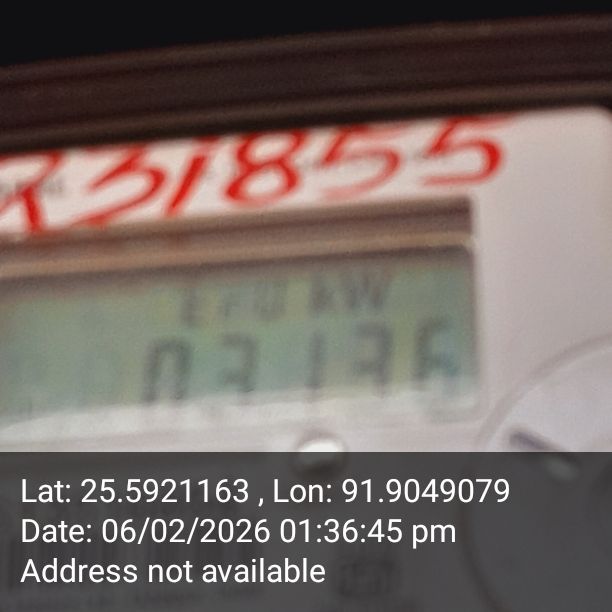 R31855
kW
03136
Lat: 25.5921163 , Lon: 91.9049079
Date: 06/02/2026 01:36:45 pm
Address not available